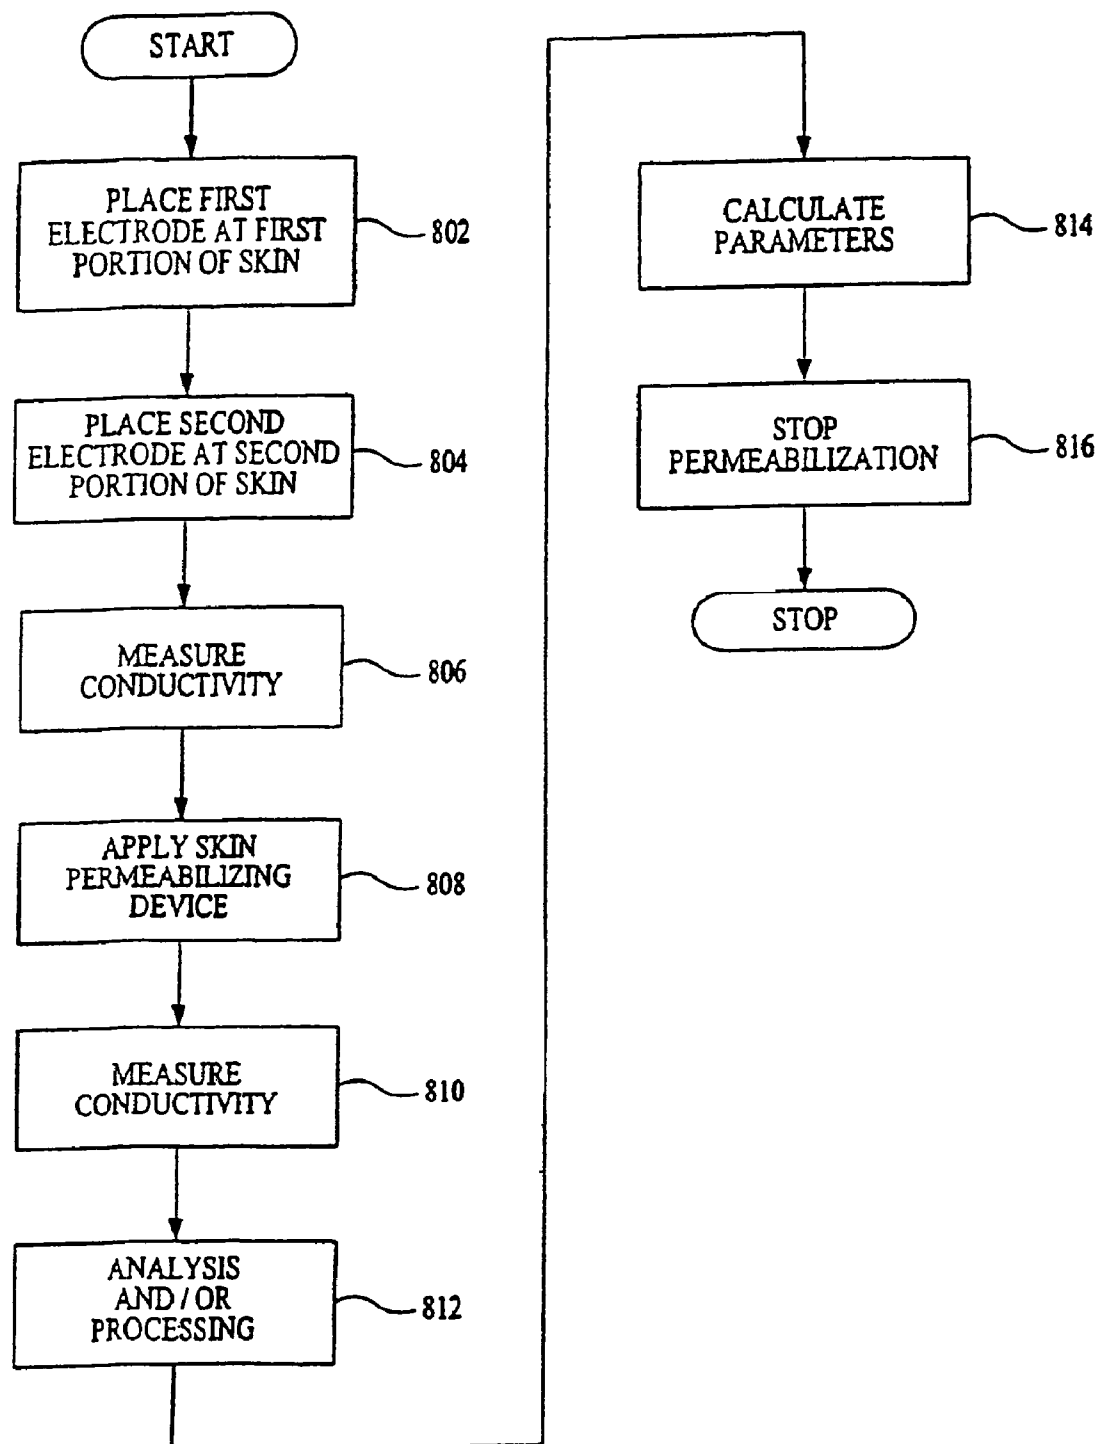 START
PLACE FIRST
ELECTRODE AT FIRST
PORTION OF SKIN
802
PLACE SECOND
ELECTRODE AT SECOND
PORTION OF SKIN
804
MEASURE
CONDUCTIVITY
806
APPLY SKIN
PERMEABILIZING
DEVICE
808
MEASURE
CONDUCTIVITY
810
ANALYSIS
AND / OR
PROCESSING
812
CALCULATE
PARAMETERS
814
STOP
PERMEABILIZATION
816
STOP